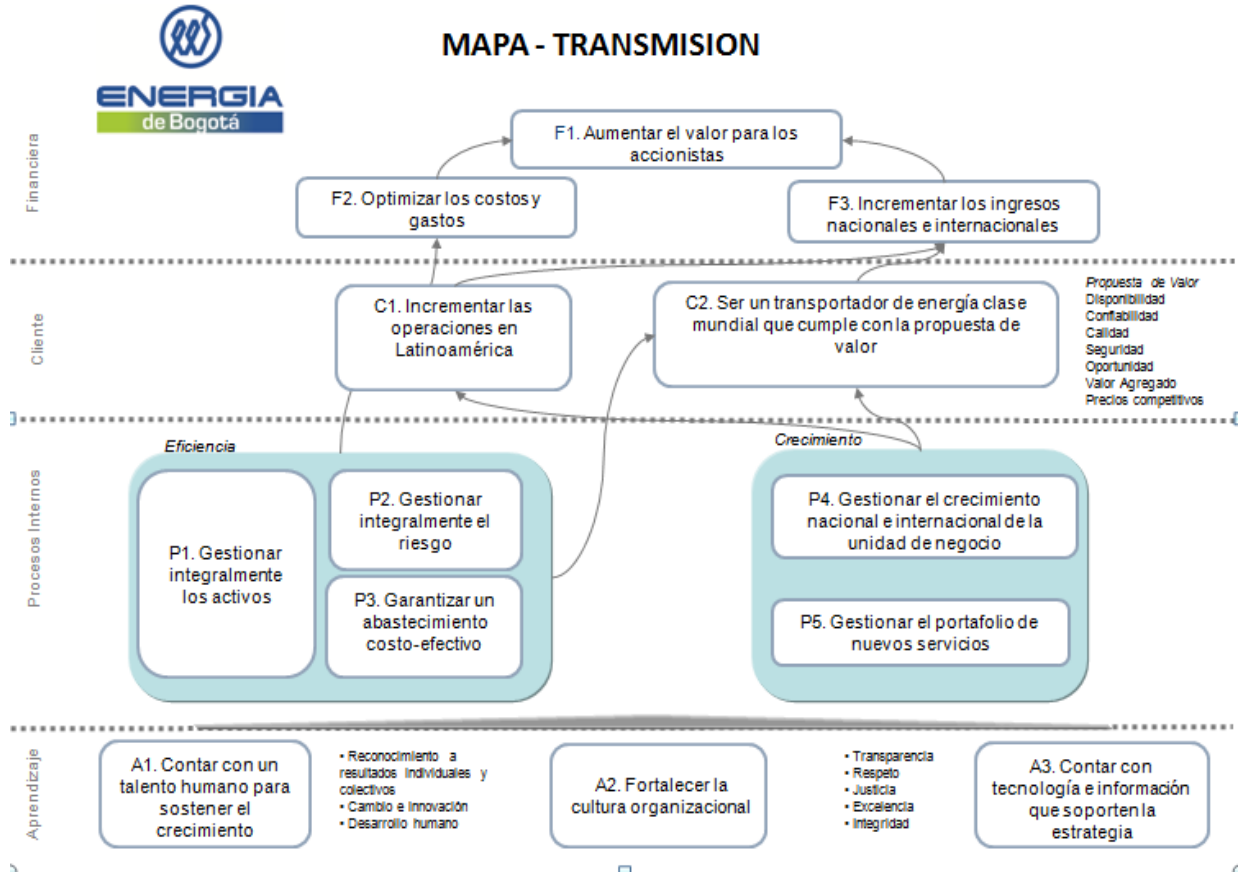 MAPA - TRANSMISION
ENERGIA
de Bogotá
Financiera
F1. Aumentar el valor para los
accionistas
F2. Optimizar los costos y
gastos
F3. Incrementar los ingresos
nacionales e internacionales
Cliente
C1. Incrementar las
operaciones en
Latinoamérica
C2. Ser un transportador de energía clase
mundial que cumple con la propuesta de
valor
Propuesta de Valor
Disponibilidad
Confiabilidad
Calidad
Seguridad
Oportunidad
Valor Agregado
Precios competitivos
Procesos Internos
Eficiencia
P1. Gestionar
integralmente
los activos
P2. Gestionar
integralmente el
riesgo
P3. Garantizar un
abastecimiento
costo-efectivo
Crecimiento
P4. Gestionar el crecimiento
nacional e internacional de la
unidad de negocio
P5. Gestionar el portafolio de
nuevos servicios
Aprendizaje
A1. Contar con un
talento humano para
sostener el
crecimiento
• Reconocimiento a
resultados individuales y
colectivos
• Cambio e innovación
• Desarrollo humano
A2. Fortalecer la
cultura organizacional
• Transparencia
• Respeto
• Justicia
• Excelencia
• Integridad
A3. Contar con
tecnología e información
que soporten la
estrategia